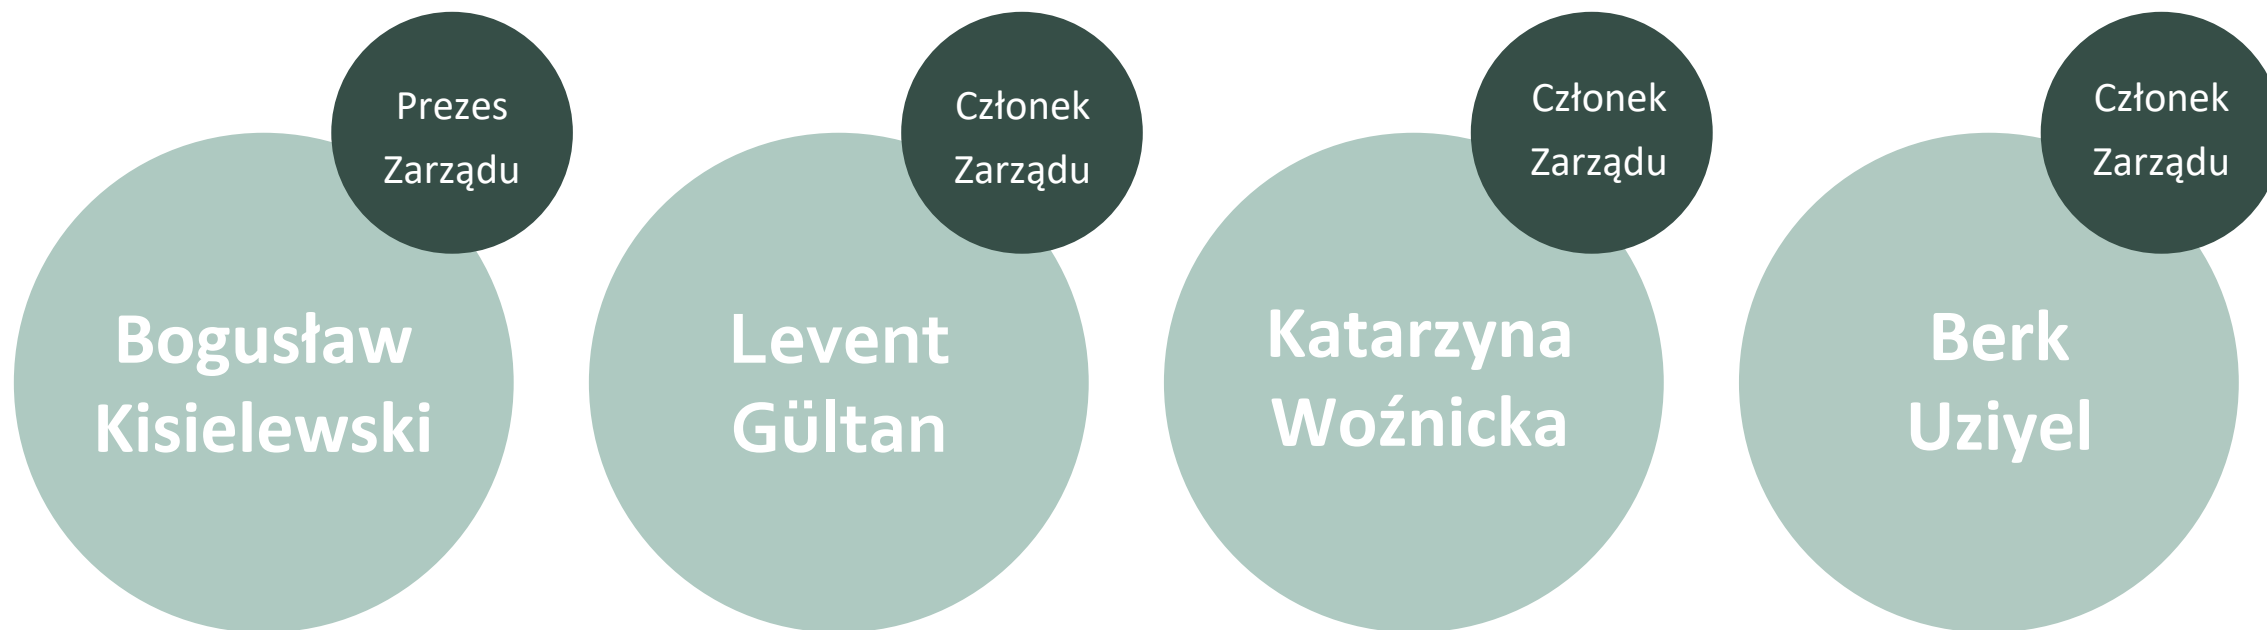 Prezes
Zarządu
Bogusław
Kisielewski
Członek
Zarządu
Levent
Gültan
Członek
Zarządu
Katarzyna
Woźnicka
Członek
Zarządu
Berk
Uziyel